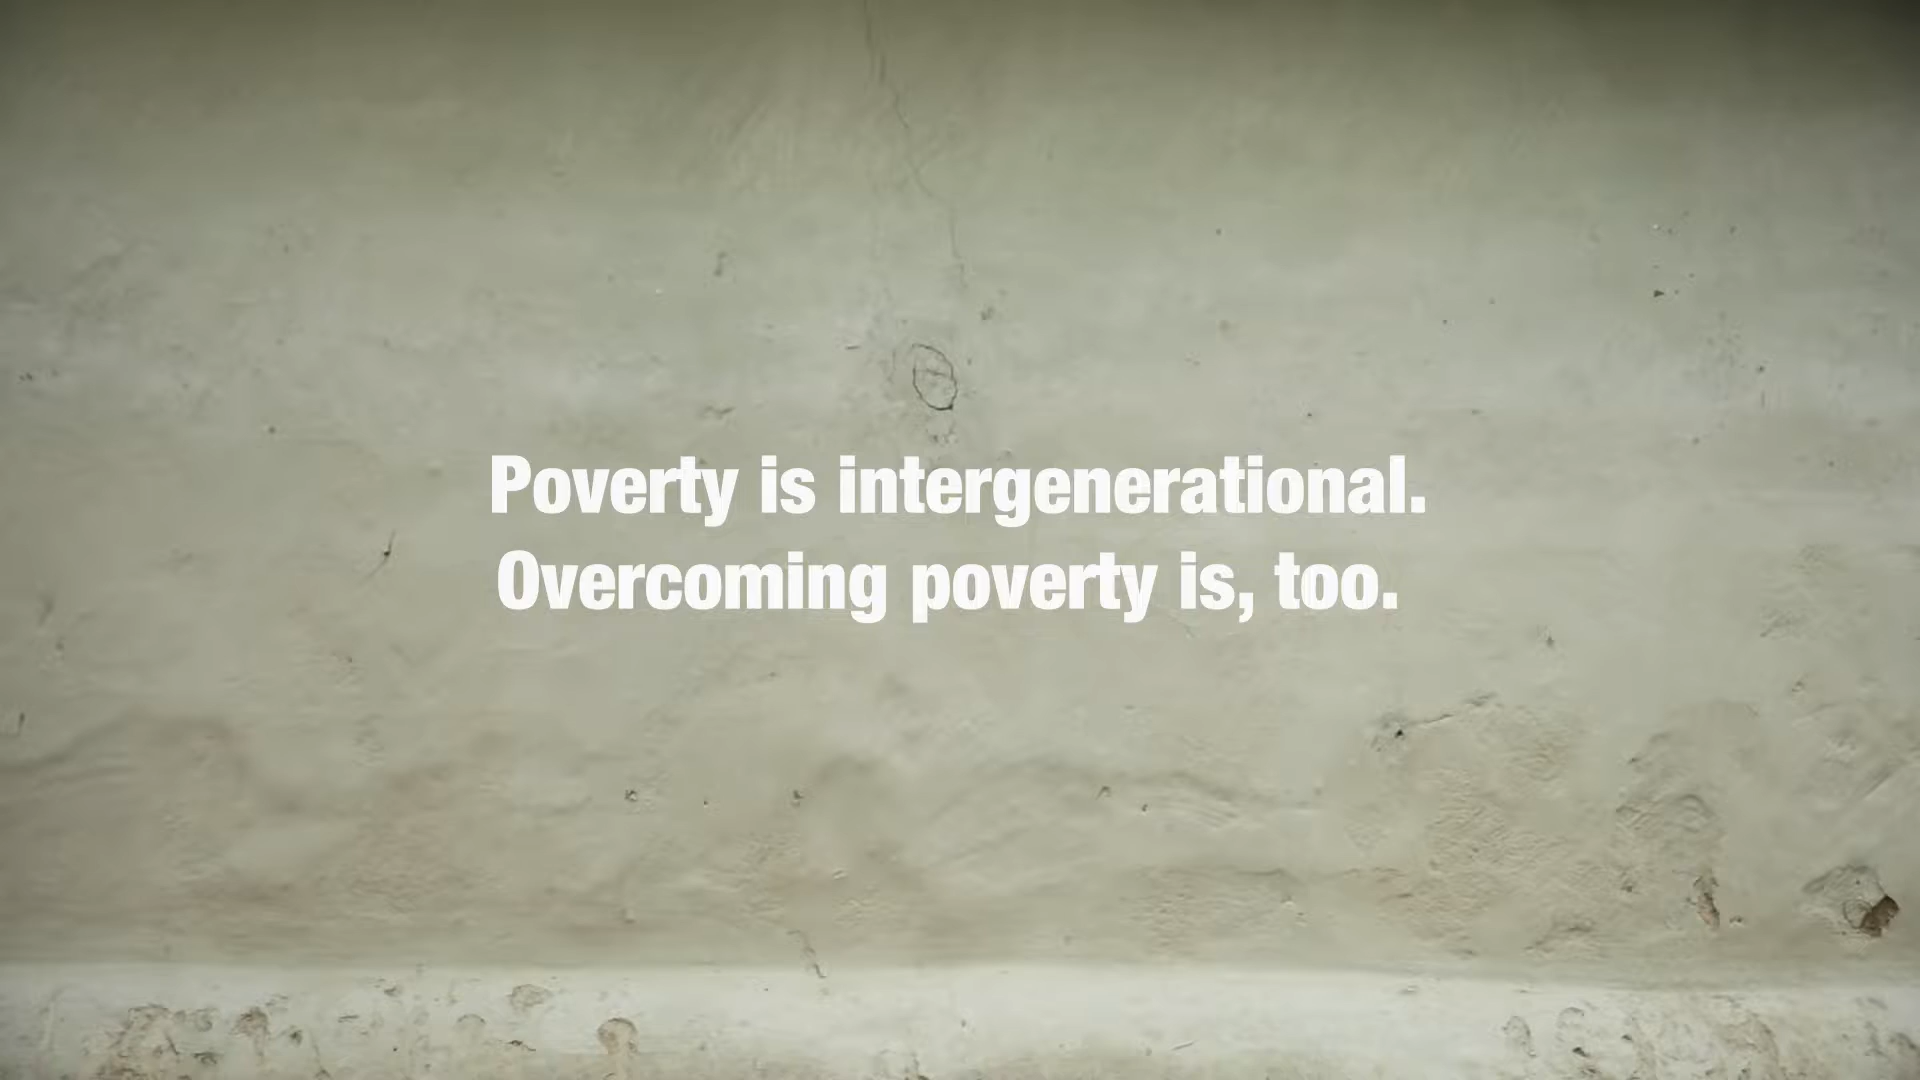 Poverty is intergenerational.
Overcoming poverty is, too.